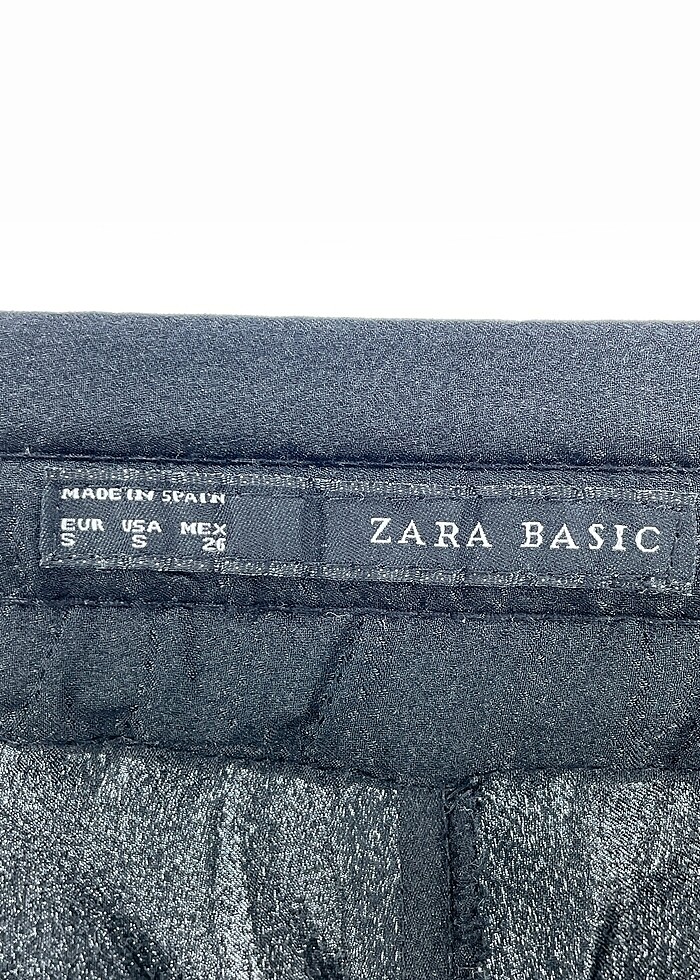 MADE IN SPAIN
EUR USA MEX
S S 26
ZARA BASIC